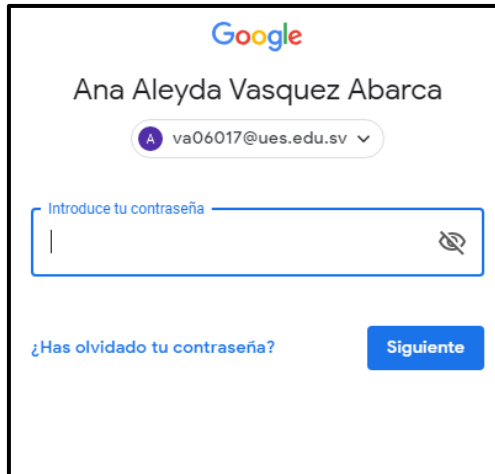 Google
Ana Aleyda Vasquez Abarca
A va06017@ues.edu.sv
Introduce tu contraseña
¿Has olvidado tu contraseña? Siguiente